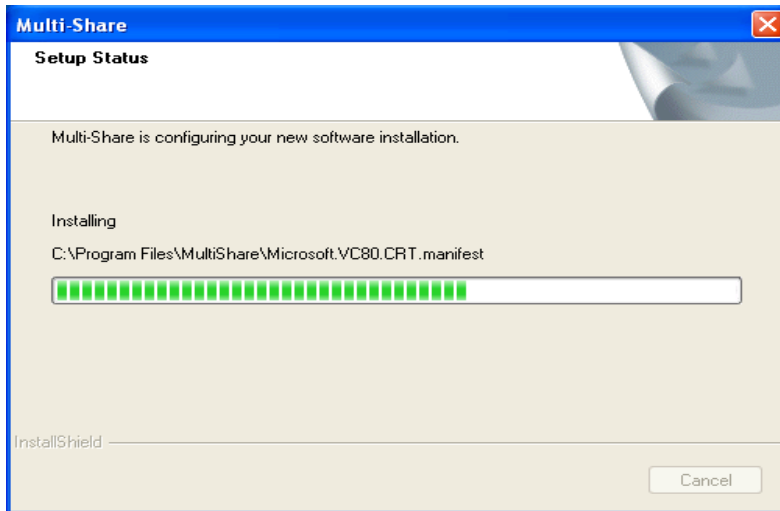 Multi-Share
Setup Status
Multi-Share is configuring your new software installation.
Installing
C:\Program Files\MultiShare\Microsoft.VC80.CRT.manifest
InstallShield
Cancel